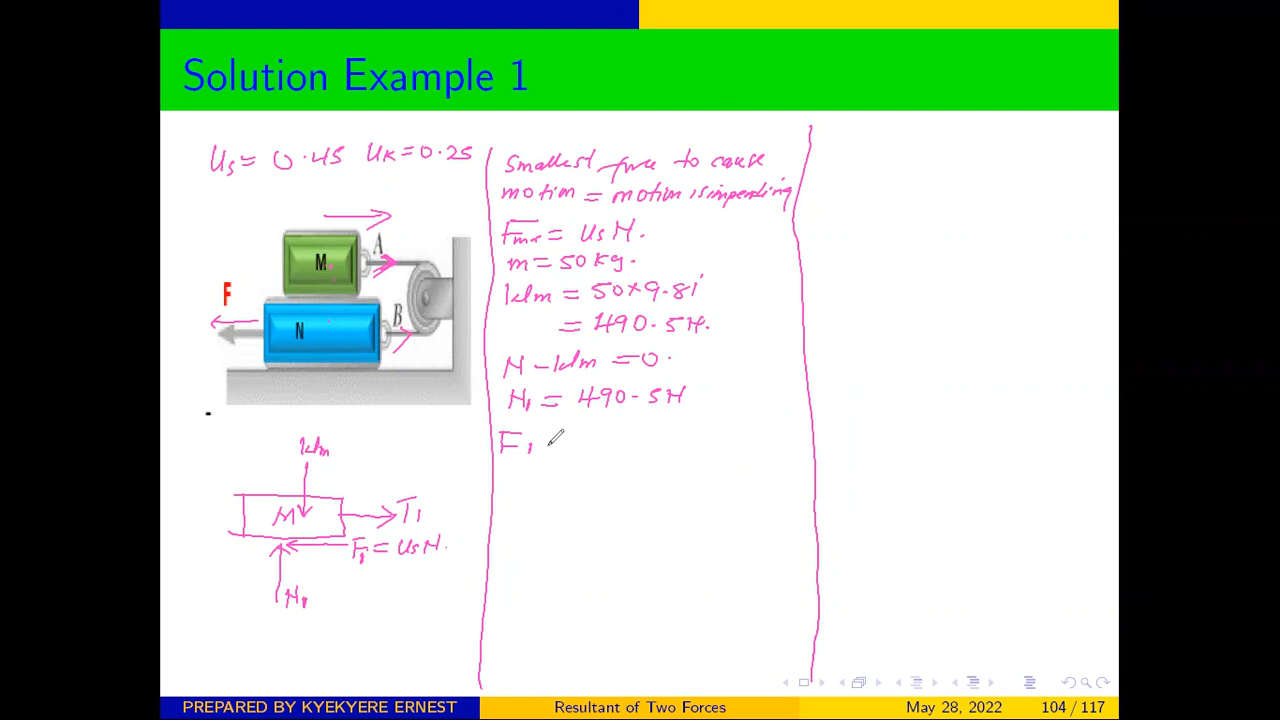 Solution Example 1
Us = 0.45 UK = 0.25
A
M
F
B
N
Wm
M
T1
F1 = UsN.
N1
Smallest force to cause
motion = motion is impending
Fmx = UsN.
m = 50 kg.
Wm = 50×9.81
= 490.5N.
N - Wm = 0.
N1 = 490.5N
F1
PREPARED BY KYEKYERE ERNEST
Resultant of Two Forces
May 28, 2022
104 / 117